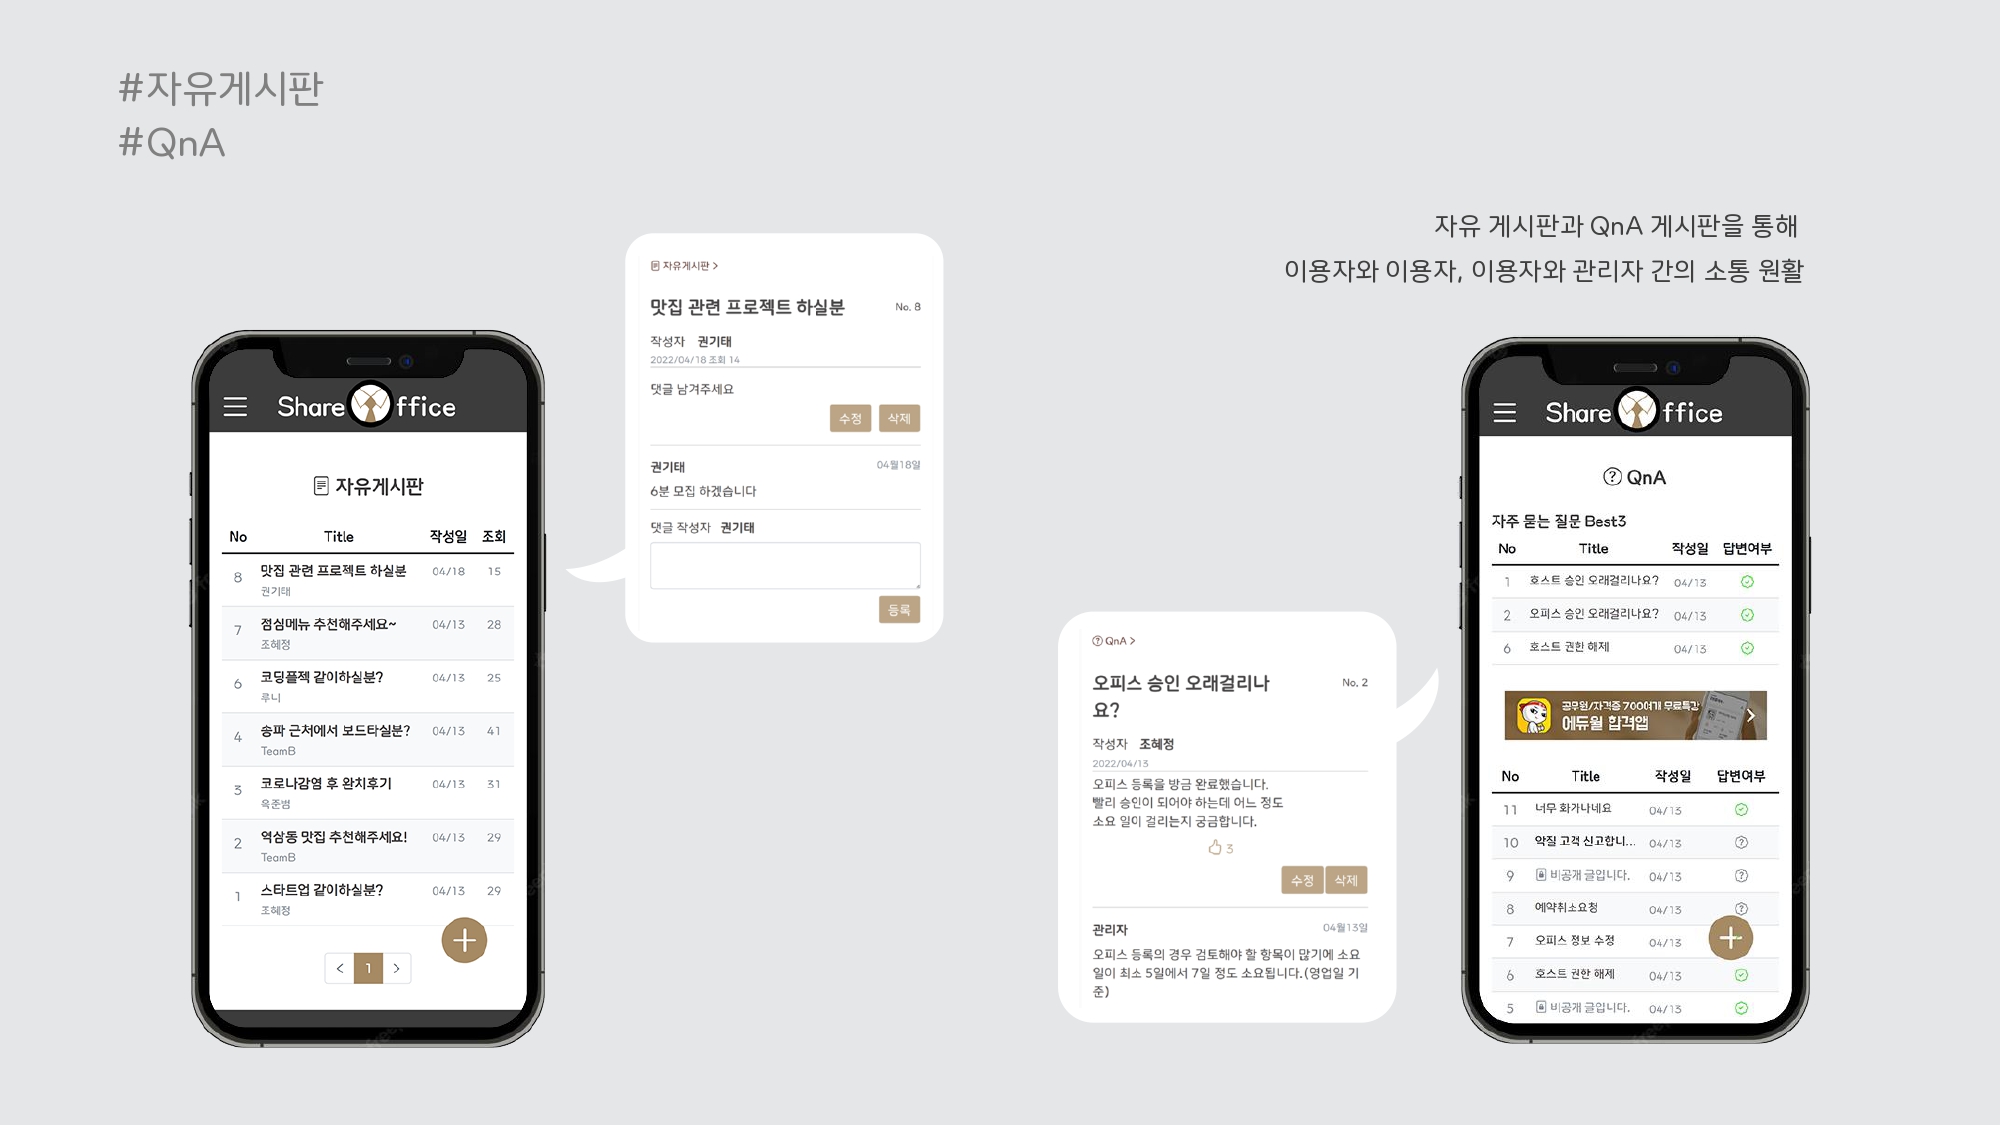 #자유게시판
#QnA
자유 게시판과 QnA 게시판을 통해
이용자와 이용자, 이용자와 관리자 간의 소통 원활
Share ffice
자유게시판
No Title 작성일 조회
8 맛집 관련 프로젝트 하실분 04/18 15
권기태
7 점심메뉴 추천해주세요~ 04/13 28
조혜정
6 코딩플젝 같이하실분? 04/13 25
루니
4 송파 근처에서 보드타실분? 04/13 41
TeamB
3 코로나감염 후 완치후기 04/13 31
옥준범
2 역삼동 맛집 추천해주세요! 04/13 29
TeamB
1 스타트업 같이하실분? 04/13 29
조혜정
+
< 1 >
자유게시판 >
맛집 관련 프로젝트 하실분 No. 8
작성자 권기태
2022/04/18 조회 14
댓글 남겨주세요
수정 삭제
권기태 04월18일
6분 모집 하겠습니다
댓글 작성자 권기태
등록
QnA >
오피스 승인 오래걸리나 No. 2
요?
작성자 조혜정
2022/04/13
오피스 등록을 방금 완료했습니다.
빨리 승인이 되어야 하는데 어느 정도
소요 일이 걸리는지 궁금합니다.
3
수정 삭제
관리자 04월13일
오피스 등록의 경우 검토해야 할 항목이 많기에 소요
일이 최소 5일에서 7일 정도 소요됩니다.(영업일 기
준)
Share ffice
QnA
자주 묻는 질문 Best3
No Title 작성일 답변여부
1 호스트 승인 오래걸리나요? 04/13
2 오피스 승인 오래걸리나요? 04/13
6 호스트 권한 해제 04/13
공무원/자격증 700여개 무료특강
에듀윌 합격앱
No Title 작성일 답변여부
11 너무 화가나네요 04/13
10 악질 고객 신고합니... 04/13
9 비공개 글입니다. 04/13
8 예약취소요청 04/13
7 오피스 정보 수정 04/13
+
6 호스트 권한 해제 04/13
5 비공개 글입니다. 04/13